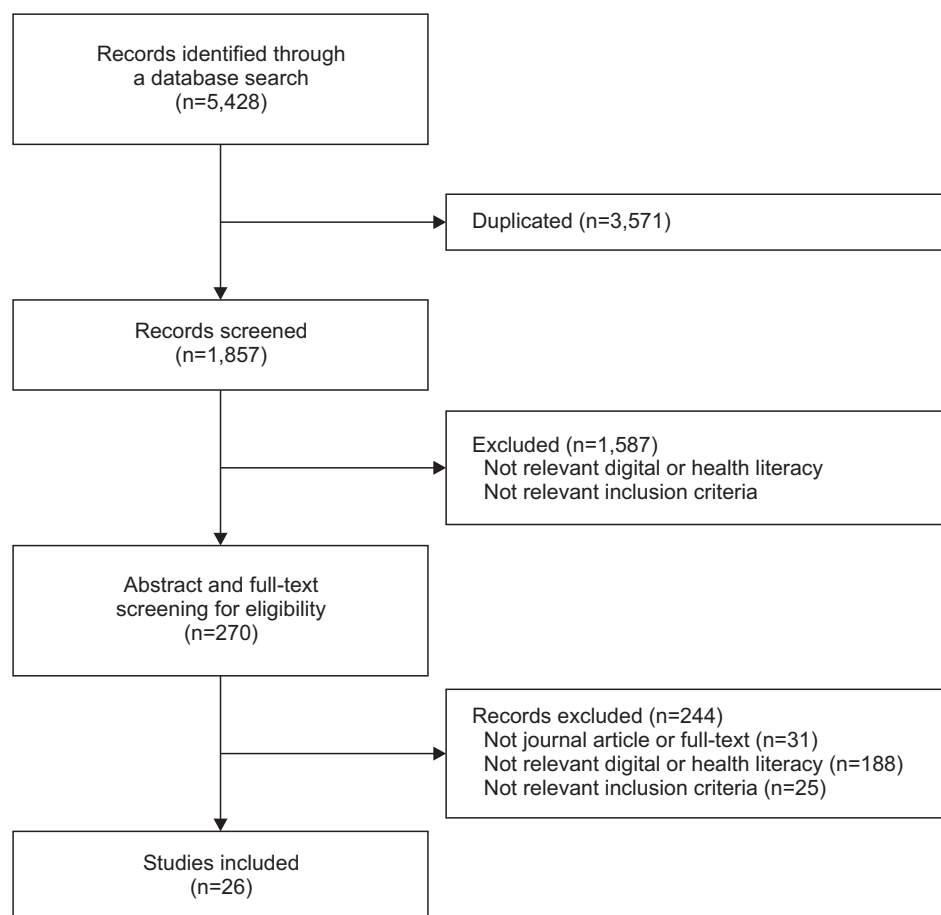 Records identified through
a database search
(n=5,428)
Duplicated (n=3,571)
Records screened
(n=1,857)
Excluded (n=1,587)
Not relevant digital or health literacy
Not relevant inclusion criteria
Abstract and full-text
screening for eligibility
(n=270)
Records excluded (n=244)
Not journal article or full-text (n=31)
Not relevant digital or health literacy (n=188)
Not relevant inclusion criteria (n=25)
Studies included
(n=26)